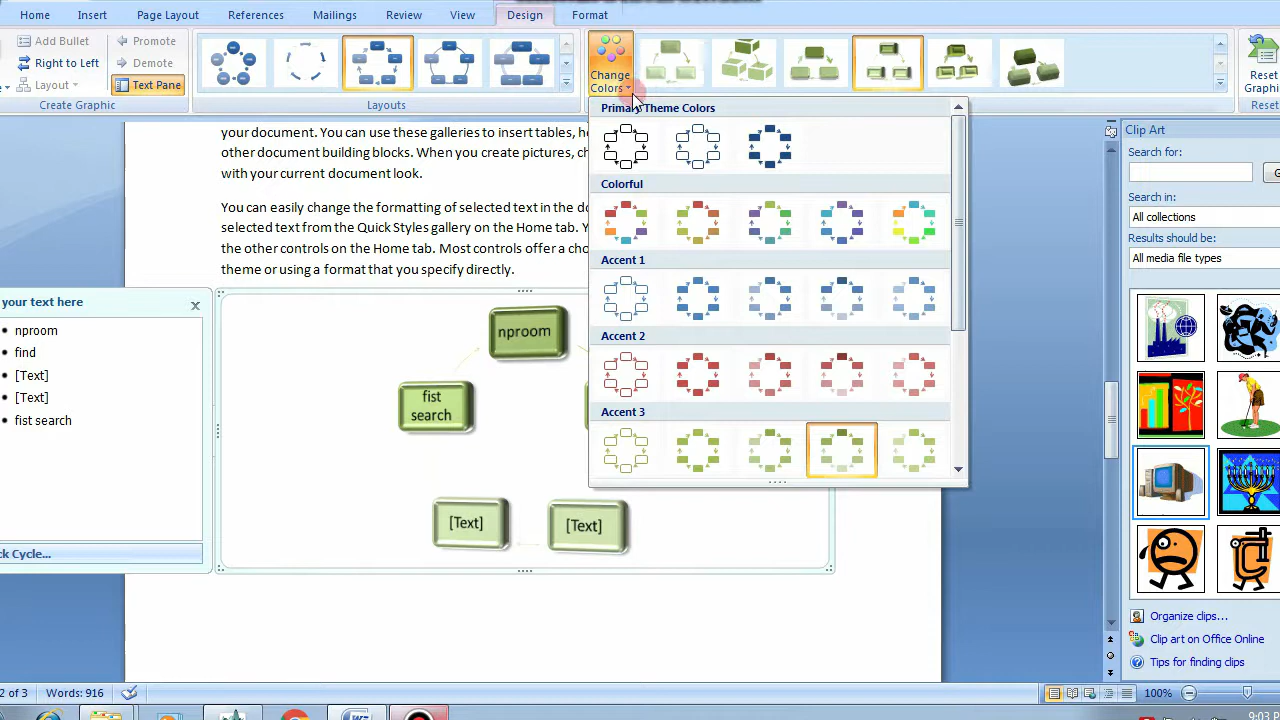 Home Insert Page Layout References Mailings Review View Design Format
Add Bullet Promote
Right to Left Demote
Layout Text Pane
Create Graphic
Layouts
Change
Colors
Reset
Reset
your document. You can use these galleries to insert tables,
other document building blocks. When you create pictures,
with your current document look.
You can easily change the formatting of selected text in the
selected text from the Quick Styles gallery on the Home tab.
the other controls on the Home tab. Most controls offer a
theme or using a format that you specify directly.
your text here
nproom
find
[Text]
[Text]
fist search
Cycle...
nproom
fist
search
[Text]
[Text]
Primary Theme Colors
Colorful
Accent 1
Accent 2
Accent 3
Clip Art
Search for:
Search in:
All collections
Results should be:
All media file types
Organize clips...
Clip art on Office Online
Tips for finding clips
2 of 3 Words: 916
100%
9:03